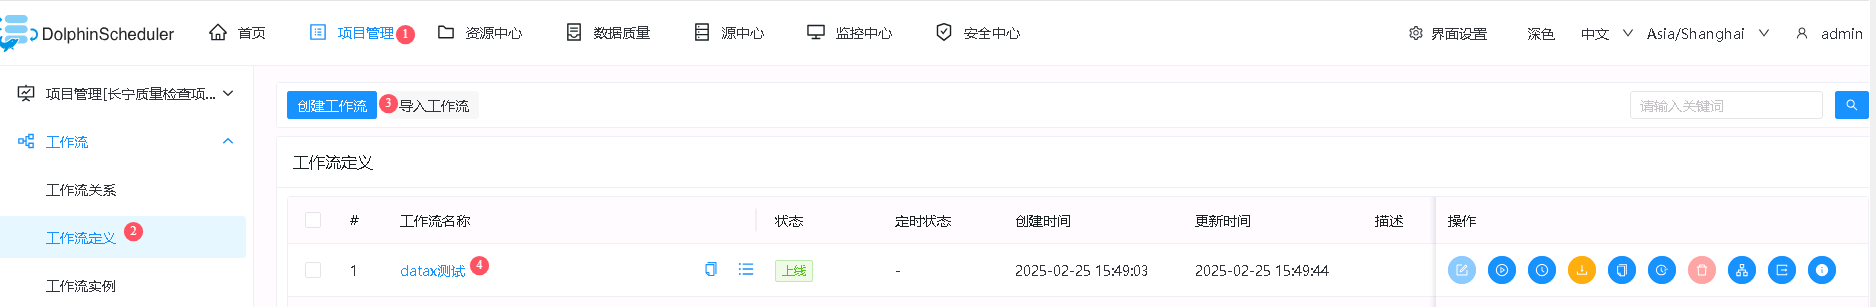 DolphinScheduler 首页 项目管理 1 资源中心 数据质量 源中心 监控中心 安全中心 界面设置 深色 中文 Asia/Shanghai admin
项目管理[长宁质量检查项...
创建工作流 3 导入工作流 请输入关键词
工作流
工作流定义
工作流关系
# 工作流名称 状态 定时状态 创建时间 更新时间 描述 操作
工作流定义 2
1 datax测试 4 上线 - 2025-02-25 15:49:03 2025-02-25 15:49:44
工作流实例